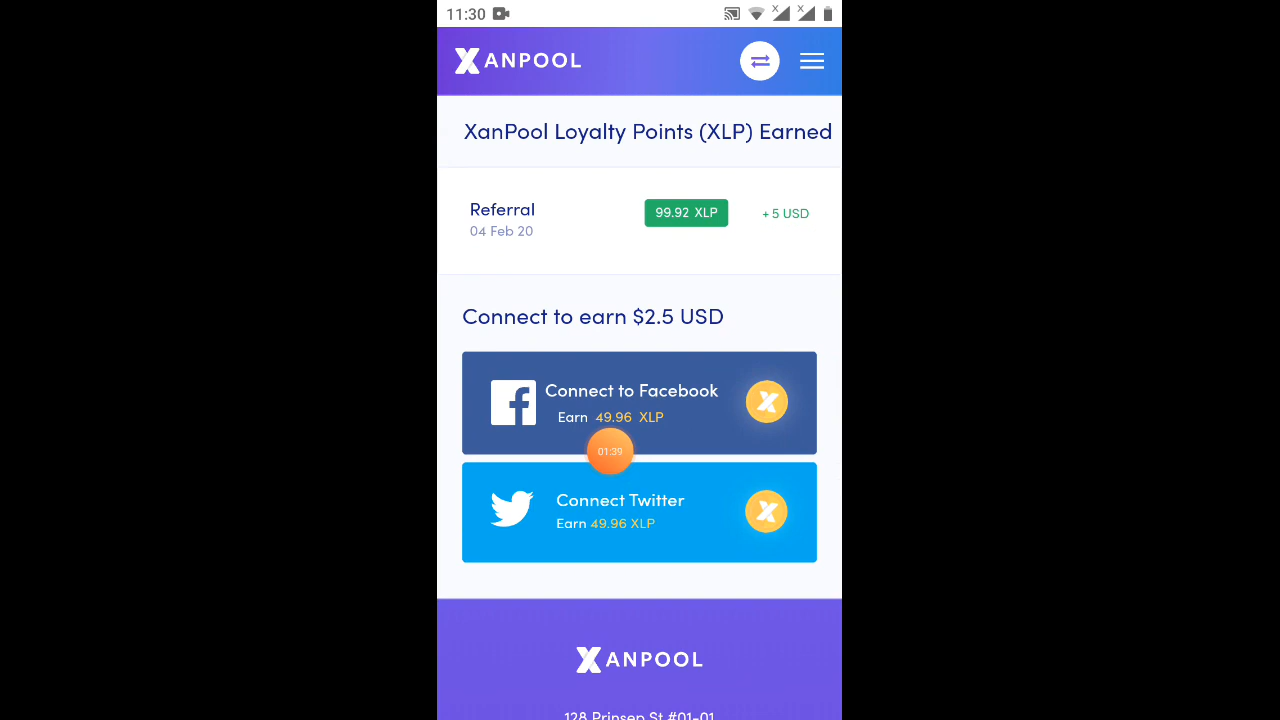 11:30
XANPOOL
XanPool Loyalty Points (XLP) Earned
Referral 99.92 XLP + 5 USD
04 Feb 20
Connect to earn $2.5 USD
Connect to Facebook
Earn 49.96 XLP
01:39
Connect Twitter
Earn 49.96 XLP
XANPOOL
128 Prinsep St #01-01